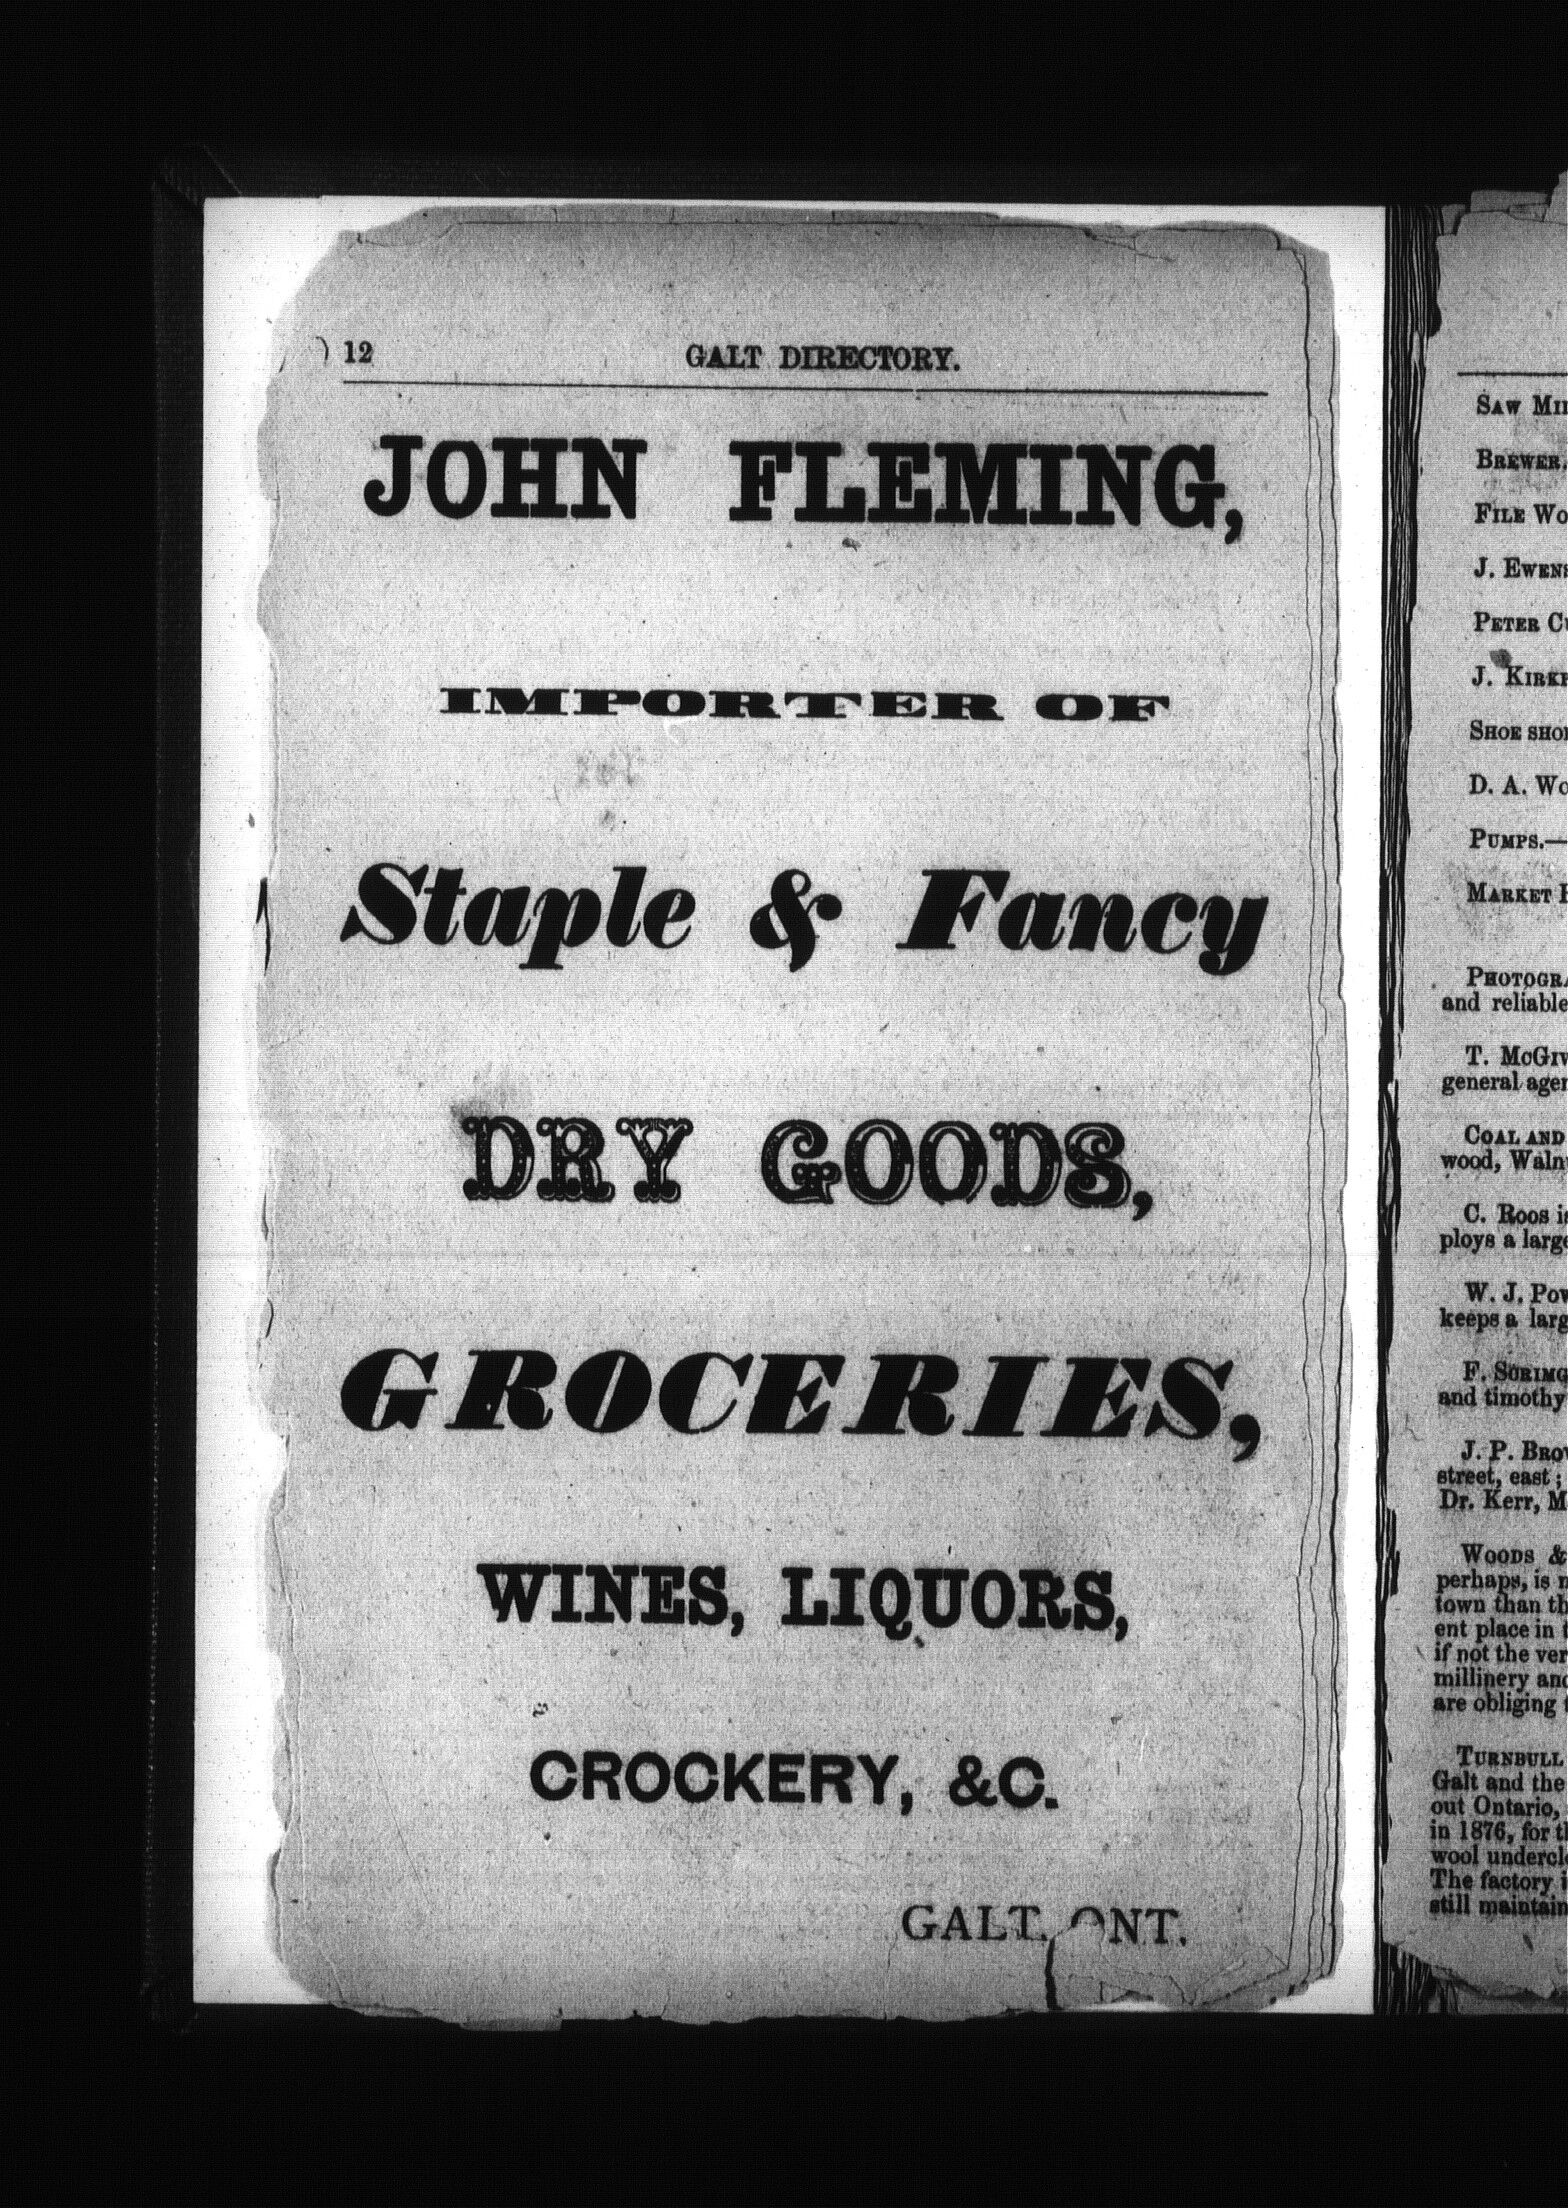 12
GALT DIRECTORY.
JOHN FLEMING,
IMPORTER OF
Staple & Fancy
DRY GOODS,
GROCERIES,
WINES, LIQUORS,
CROCKERY, &C.
GALT, ONT.
SAW
BREWER.
FILE
J.
PETER
J.
SHOE
D. A.
PUMPS.—
MARKET
and reliable
T.
general
COAL AND
wood,
C. ROOS
ploys a large
W. J.
keeps a
F.
and timothy
J. P.
street, east;
Dr. Kerr,
WOODS &
perhaps, is
town than
ent place in
if not the
millinery
are obliging
TURNBULL
Galt and the
out Ontario,
in 1876, for
wool
The factory
still